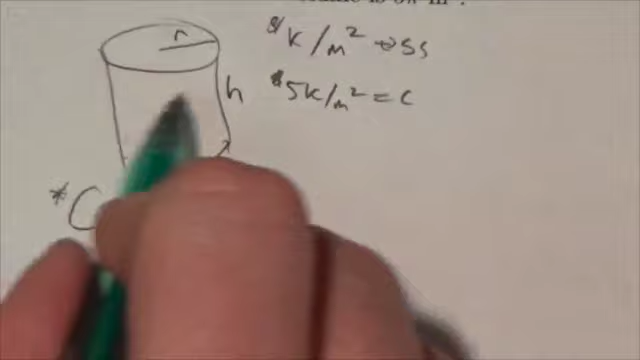 r
$K/m² → SS
h
$5K/m² = C
* C